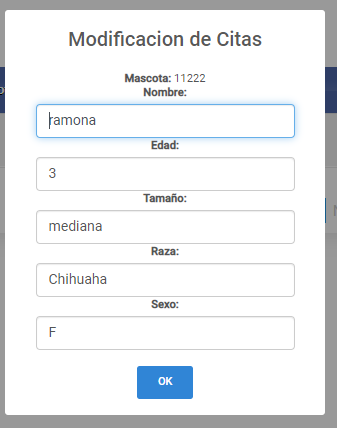 Modificacion de Citas
Mascota: 11222
Nombre:
ramona
Edad:
3
Tamaño:
mediana
Raza:
Chihuaha
Sexo:
F
OK